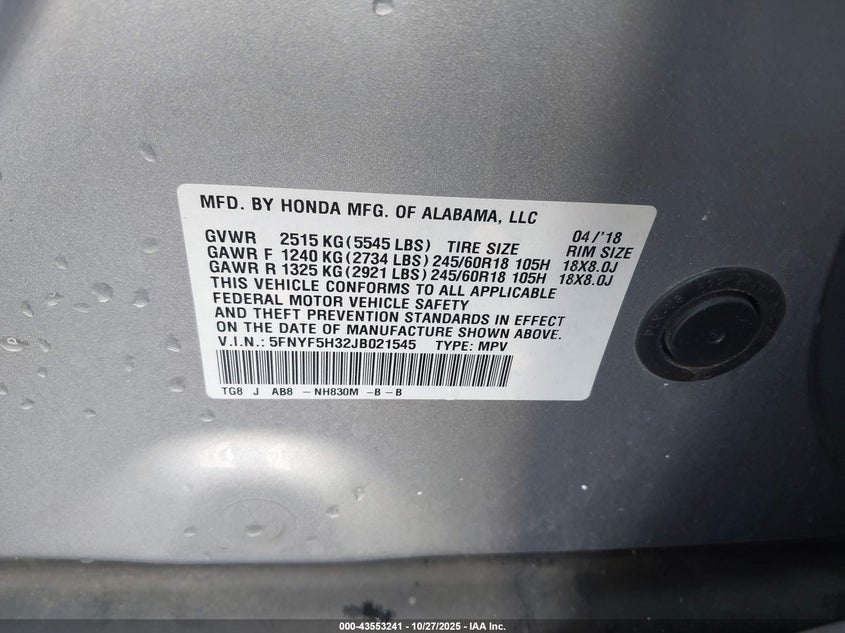 MFD. BY HONDA MFG. OF ALABAMA, LLC 04/'18
GVWR 2515 KG (5545 LBS) TIRE SIZE RIM SIZE
GAWR F 1240 KG (2734 LBS) 245/60R18 105H 18X8.0J
GAWR R 1325 KG (2921 LBS) 245/60R18 105H 18X8.0J
THIS VEHICLE CONFORMS TO ALL APPLICABLE
FEDERAL MOTOR VEHICLE SAFETY
AND THEFT PREVENTION STANDARDS IN EFFECT
ON THE DATE OF MANUFACTURE SHOWN ABOVE.
V.I.N.: 5FNYF5H32JB021545 TYPE: MPV
TG8 J AB8 - NH830M - B - B
000-43553241 | 10/27/2025 - IAA Inc.